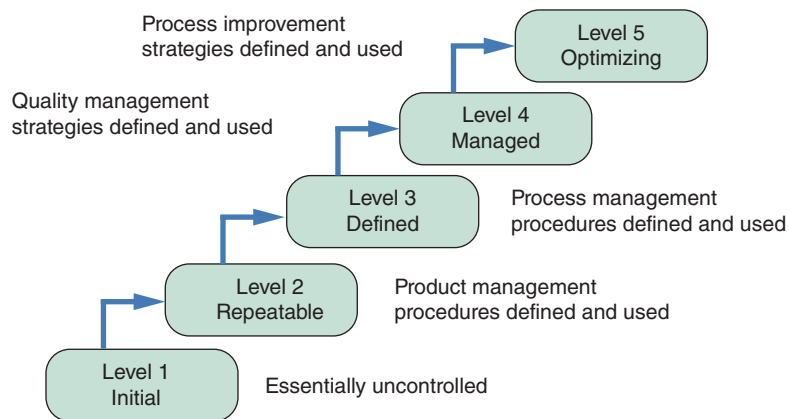 Process improvement
strategies defined and used
Level 5
Optimizing
Quality management
strategies defined and used
Level 4
Managed
Level 3
Defined
Process management
procedures defined and used
Level 2
Repeatable
Product management
procedures defined and used
Level 1
Initial
Essentially uncontrolled